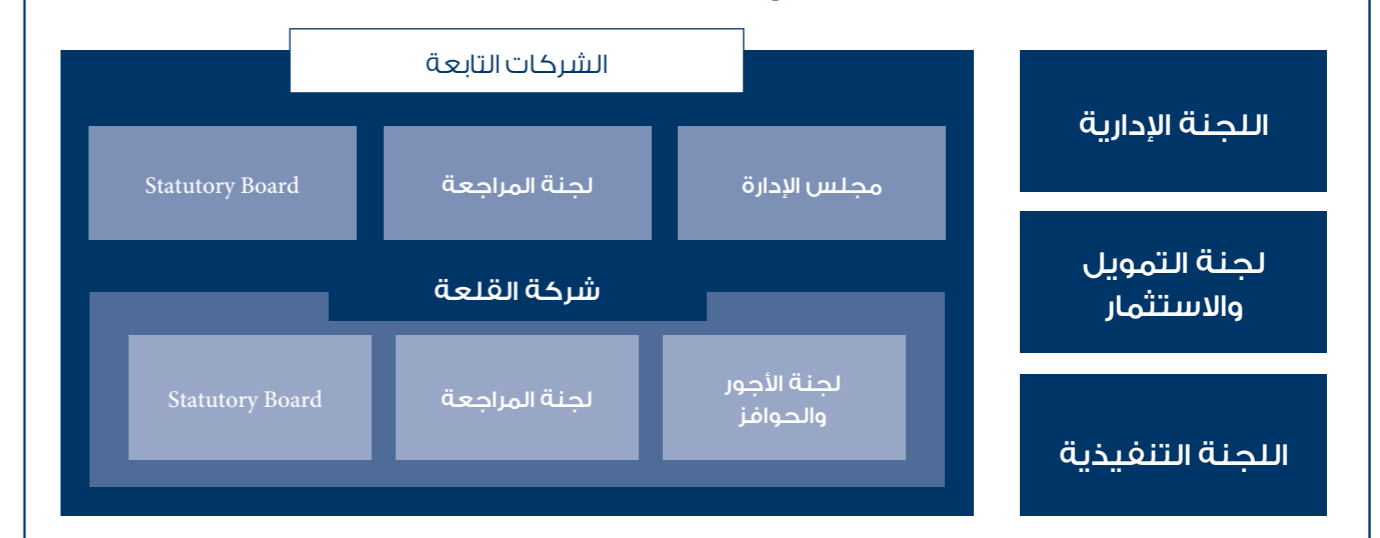 الشركات التابعة
مجلس الإدارة
لجنة المراجعة
Statutory Board
شركة القلعة
لجنة الأجور
والحوافز
لجنة المراجعة
Statutory Board
اللجنة الإدارية
لجنة التمويل
والاستثمار
اللجنة التنفيذية